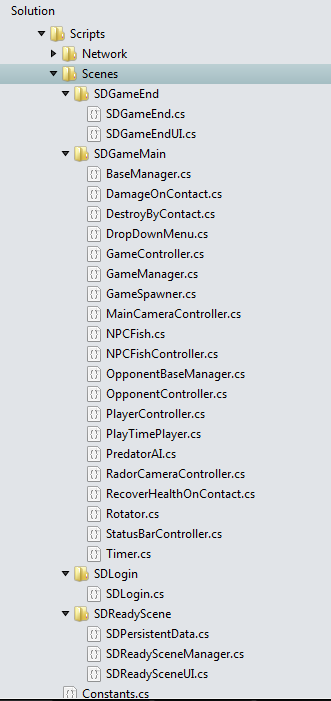 Solution
Scripts
Network
Scenes
SDGameEnd
SDGameEnd.cs
SDGameEndUI.cs
SDGameMain
BaseManager.cs
DamageOnContact.cs
DestroyByContact.cs
DropDownMenu.cs
GameController.cs
GameManager.cs
GameSpawner.cs
MainCameraController.cs
NPCFish.cs
NPCFishController.cs
OpponentBaseManager.cs
OpponentController.cs
PlayerController.cs
PlayTimePlayer.cs
PredatorAI.cs
RadorCameraController.cs
RecoverHealthOnContact.cs
Rotator.cs
StatusBarController.cs
Timer.cs
SDLogin
SDLogin.cs
SDReadyScene
SDPersistentData.cs
SDReadySceneManager.cs
SDReadySceneUI.cs
Constants.cs